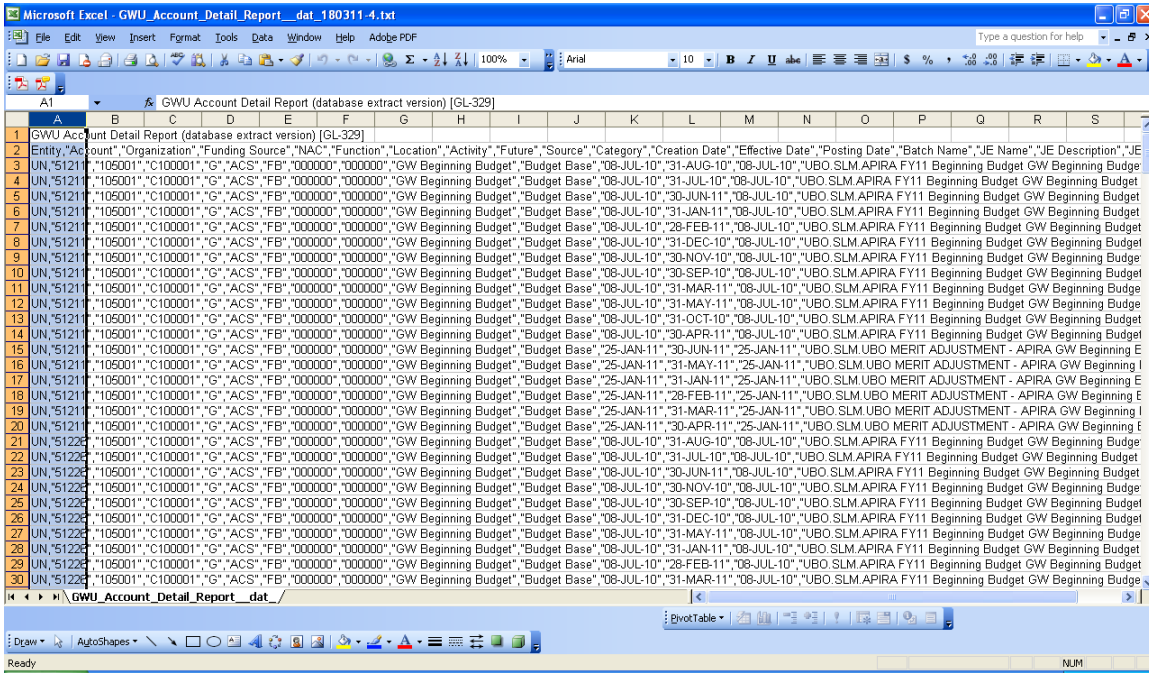 Microsoft Excel - GWU_Account_Detail_Report__dat_180311-4.txt
File Edit View Insert Format Tools Data Window Help Adobe PDF Type a question for help
100% Arial 10 B I U abc $ % ,
A1 fx GWU Account Detail Report (database extract version) [GL-329]
A B C D E F G H I J K L M N O P Q R S
1 GWU Account Detail Report (database extract version) [GL-329]
2 Entity,"Account","Organization","Funding Source","NAC","Function","Location","Activity","Future","Source","Category","Creation Date","Effective Date","Posting Date","Batch Name","JE Name","JE Description","JE
3 UN,"51211","105001","C100001","G","ACS","FB","000000","000000","GW Beginning Budget","Budget Base","08-JUL-10","31-AUG-10","08-JUL-10","UBO.SLM.APIRA FY11 Beginning Budget GW Beginning Budge
4 UN,"51211","105001","C100001","G","ACS","FB","000000","000000","GW Beginning Budget","Budget Base","08-JUL-10","31-JUL-10","08-JUL-10","UBO.SLM.APIRA FY11 Beginning Budget GW Beginning Budget
5 UN,"51211","105001","C100001","G","ACS","FB","000000","000000","GW Beginning Budget","Budget Base","08-JUL-10","30-JUN-11","08-JUL-10","UBO.SLM.APIRA FY11 Beginning Budget GW Beginning Budget
6 UN,"51211","105001","C100001","G","ACS","FB","000000","000000","GW Beginning Budget","Budget Base","08-JUL-10","31-JAN-11","08-JUL-10","UBO.SLM.APIRA FY11 Beginning Budget GW Beginning Budget
7 UN,"51211","105001","C100001","G","ACS","FB","000000","000000","GW Beginning Budget","Budget Base","08-JUL-10","28-FEB-11","08-JUL-10","UBO.SLM.APIRA FY11 Beginning Budget GW Beginning Budget
8 UN,"51211","105001","C100001","G","ACS","FB","000000","000000","GW Beginning Budget","Budget Base","08-JUL-10","31-DEC-10","08-JUL-10","UBO.SLM.APIRA FY11 Beginning Budget GW Beginning Budget
9 UN,"51211","105001","C100001","G","ACS","FB","000000","000000","GW Beginning Budget","Budget Base","08-JUL-10","30-NOV-10","08-JUL-10","UBO.SLM.APIRA FY11 Beginning Budget GW Beginning Budget
10 UN,"51211","105001","C100001","G","ACS","FB","000000","000000","GW Beginning Budget","Budget Base","08-JUL-10","30-SEP-10","08-JUL-10","UBO.SLM.APIRA FY11 Beginning Budget GW Beginning Budget
11 UN,"51211","105001","C100001","G","ACS","FB","000000","000000","GW Beginning Budget","Budget Base","08-JUL-10","31-MAR-11","08-JUL-10","UBO.SLM.APIRA FY11 Beginning Budget GW Beginning Budge
12 UN,"51211","105001","C100001","G","ACS","FB","000000","000000","GW Beginning Budget","Budget Base","08-JUL-10","31-MAY-11","08-JUL-10","UBO.SLM.APIRA FY11 Beginning Budget GW Beginning Budge
13 UN,"51211","105001","C100001","G","ACS","FB","000000","000000","GW Beginning Budget","Budget Base","08-JUL-10","31-OCT-10","08-JUL-10","UBO.SLM.APIRA FY11 Beginning Budget GW Beginning Budget
14 UN,"51211","105001","C100001","G","ACS","FB","000000","000000","GW Beginning Budget","Budget Base","08-JUL-10","30-APR-11","08-JUL-10","UBO.SLM.APIRA FY11 Beginning Budget GW Beginning Budget
15 UN,"51211","105001","C100001","G","ACS","FB","000000","000000","GW Beginning Budget","Budget Base","25-JAN-11","30-JUN-11","25-JAN-11","UBO.SLM.UBO MERIT ADJUSTMENT - APIRA GW Beginning
16 UN,"51211","105001","C100001","G","ACS","FB","000000","000000","GW Beginning Budget","Budget Base","25-JAN-11","31-MAY-11","25-JAN-11","UBO.SLM.UBO MERIT ADJUSTMENT - APIRA GW Beginning
17 UN,"51211","105001","C100001","G","ACS","FB","000000","000000","GW Beginning Budget","Budget Base","25-JAN-11","31-JAN-11","25-JAN-11","UBO.SLM.UBO MERIT ADJUSTMENT - APIRA GW Beginning
18 UN,"51211","105001","C100001","G","ACS","FB","000000","000000","GW Beginning Budget","Budget Base","25-JAN-11","28-FEB-11","25-JAN-11","UBO.SLM.UBO MERIT ADJUSTMENT - APIRA GW Beginning
19 UN,"51211","105001","C100001","G","ACS","FB","000000","000000","GW Beginning Budget","Budget Base","25-JAN-11","31-MAR-11","25-JAN-11","UBO.SLM.UBO MERIT ADJUSTMENT - APIRA GW Beginning
20 UN,"51211","105001","C100001","G","ACS","FB","000000","000000","GW Beginning Budget","Budget Base","25-JAN-11","30-APR-11","25-JAN-11","UBO.SLM.UBO MERIT ADJUSTMENT - APIRA GW Beginning
21 UN,"51226","105001","C100001","G","ACS","FB","000000","000000","GW Beginning Budget","Budget Base","08-JUL-10","31-AUG-10","08-JUL-10","UBO.SLM.APIRA FY11 Beginning Budget GW Beginning Budge
22 UN,"51226","105001","C100001","G","ACS","FB","000000","000000","GW Beginning Budget","Budget Base","08-JUL-10","31-JUL-10","08-JUL-10","UBO.SLM.APIRA FY11 Beginning Budget GW Beginning Budget
23 UN,"51226","105001","C100001","G","ACS","FB","000000","000000","GW Beginning Budget","Budget Base","08-JUL-10","30-JUN-11","08-JUL-10","UBO.SLM.APIRA FY11 Beginning Budget GW Beginning Budget
24 UN,"51226","105001","C100001","G","ACS","FB","000000","000000","GW Beginning Budget","Budget Base","08-JUL-10","30-NOV-10","08-JUL-10","UBO.SLM.APIRA FY11 Beginning Budget GW Beginning Budget
25 UN,"51226","105001","C100001","G","ACS","FB","000000","000000","GW Beginning Budget","Budget Base","08-JUL-10","30-SEP-10","08-JUL-10","UBO.SLM.APIRA FY11 Beginning Budget GW Beginning Budget
26 UN,"51226","105001","C100001","G","ACS","FB","000000","000000","GW Beginning Budget","Budget Base","08-JUL-10","31-DEC-10","08-JUL-10","UBO.SLM.APIRA FY11 Beginning Budget GW Beginning Budget
27 UN,"51226","105001","C100001","G","ACS","FB","000000","000000","GW Beginning Budget","Budget Base","08-JUL-10","31-MAY-11","08-JUL-10","UBO.SLM.APIRA FY11 Beginning Budget GW Beginning Budge
28 UN,"51226","105001","C100001","G","ACS","FB","000000","000000","GW Beginning Budget","Budget Base","08-JUL-10","31-JAN-11","08-JUL-10","UBO.SLM.APIRA FY11 Beginning Budget GW Beginning Budget
29 UN,"51226","105001","C100001","G","ACS","FB","000000","000000","GW Beginning Budget","Budget Base","08-JUL-10","28-FEB-11","08-JUL-10","UBO.SLM.APIRA FY11 Beginning Budget GW Beginning Budget
30 UN,"51226","105001","C100001","G","ACS","FB","000000","000000","GW Beginning Budget","Budget Base","08-JUL-10","31-MAR-11","08-JUL-10","UBO.SLM.APIRA FY11 Beginning Budget GW Beginning Budge
GWU_Account_Detail_Report__dat_
PivotTable
Draw AutoShapes
Ready NUM